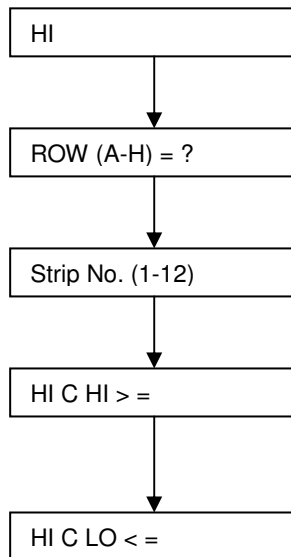 HI
ROW (A-H) = ?
Strip No. (1-12)
HI C HI > =
HI C LO < =